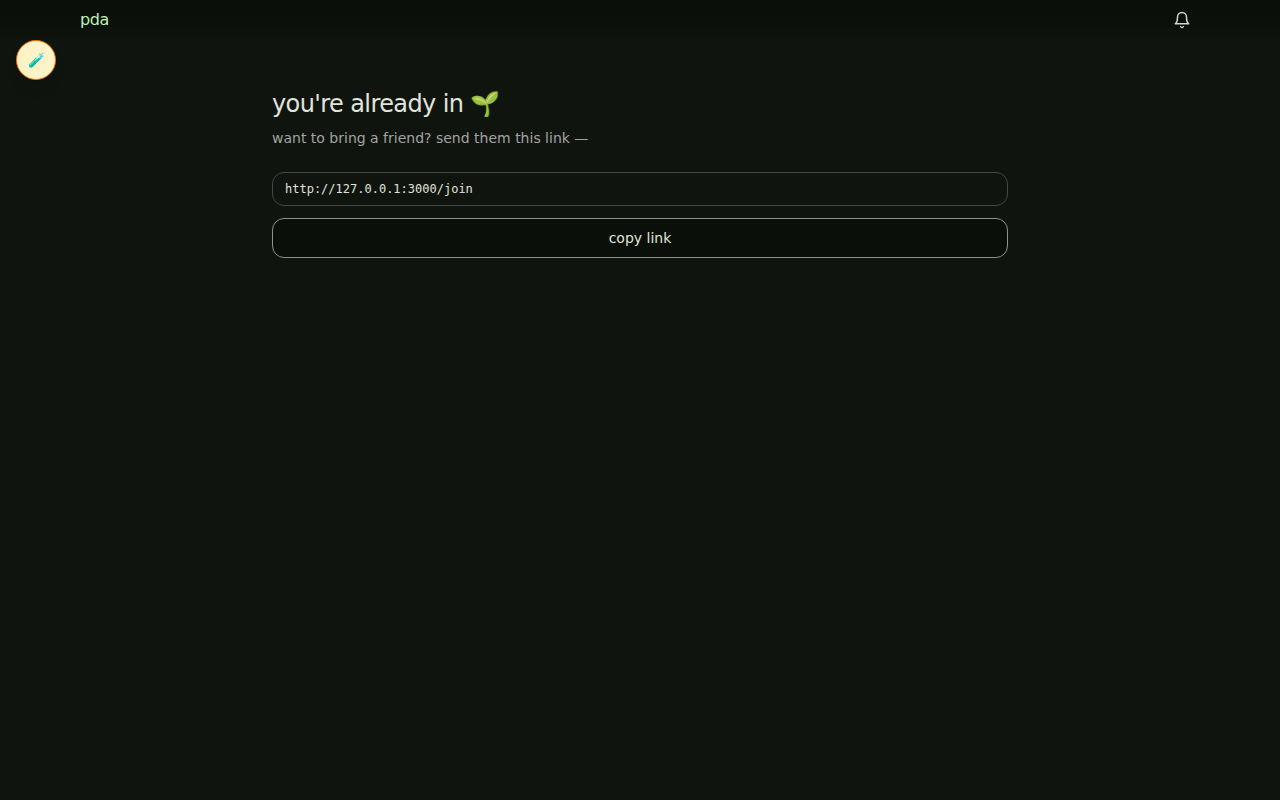 pda
you're already in 🌱
want to bring a friend? send them this link —
http://127.0.0.1:3000/join
copy link